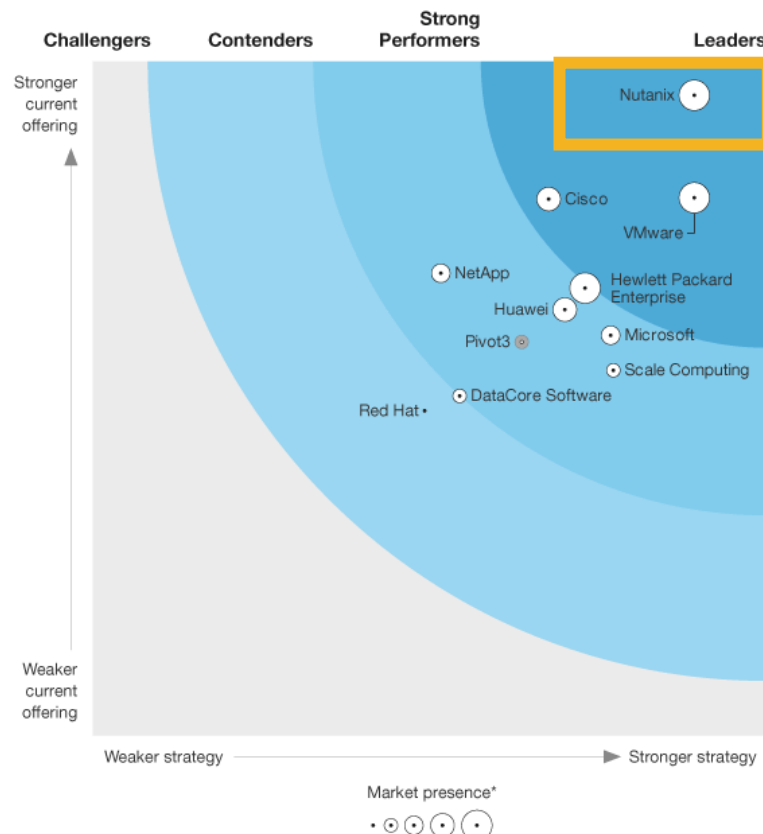 Challengers
Contenders
Strong
Performers
Leaders
Stronger
current
offering
Nutanix
Cisco
VMware
NetApp
Hewlett Packard
Enterprise
Huawei
Microsoft
Pivot3
Scale Computing
DataCore Software
Red Hat
Weaker
current
offering
Weaker strategy
Stronger strategy
Market presence*